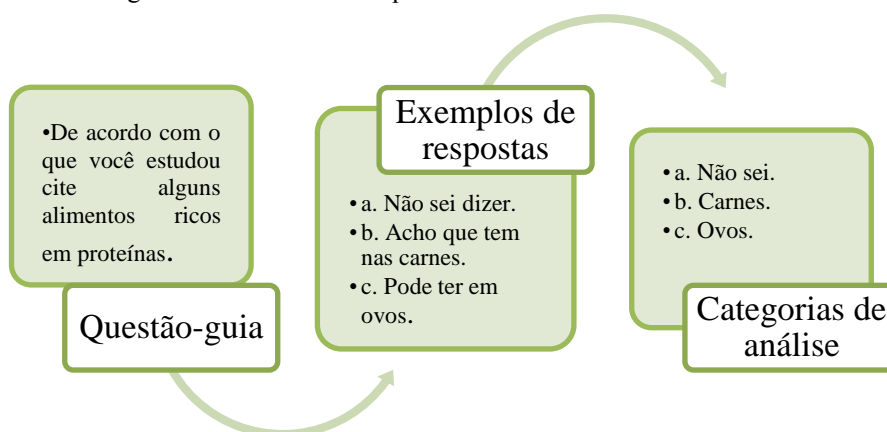 •De acordo com o
que você estudou
cite alguns
alimentos ricos
em proteínas.
Questão-guia
Exemplos de
respostas
• a. Não sei dizer.
• b. Acho que tem
nas carnes.
• c. Pode ter em
ovos.
• a. Não sei.
• b. Carnes.
• c. Ovos.
Categorias de
análise